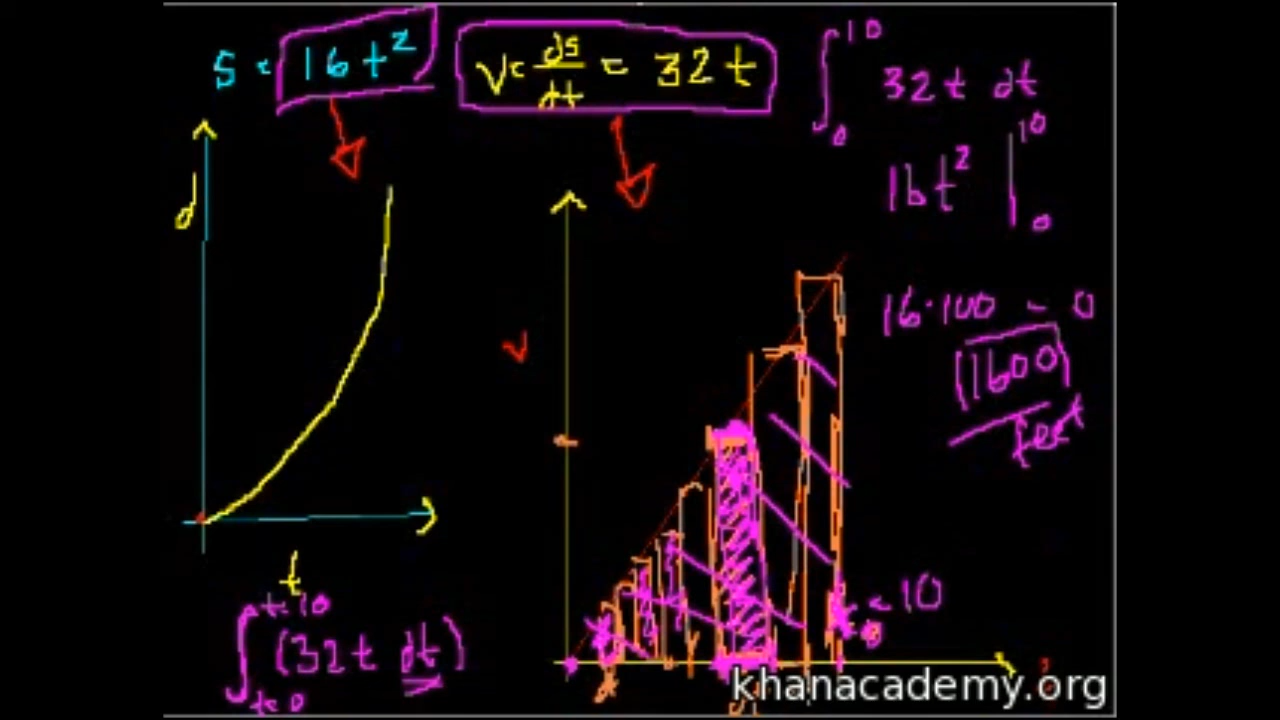 S = 16t²
v = ds/dt = 32t
∫₀¹⁰ 32t dt
16t² |₀¹⁰
16·100 - 0
1600
feet
d
t
v
t=10
∫ (32t dt)
t=0
= 10
khanacademy.org